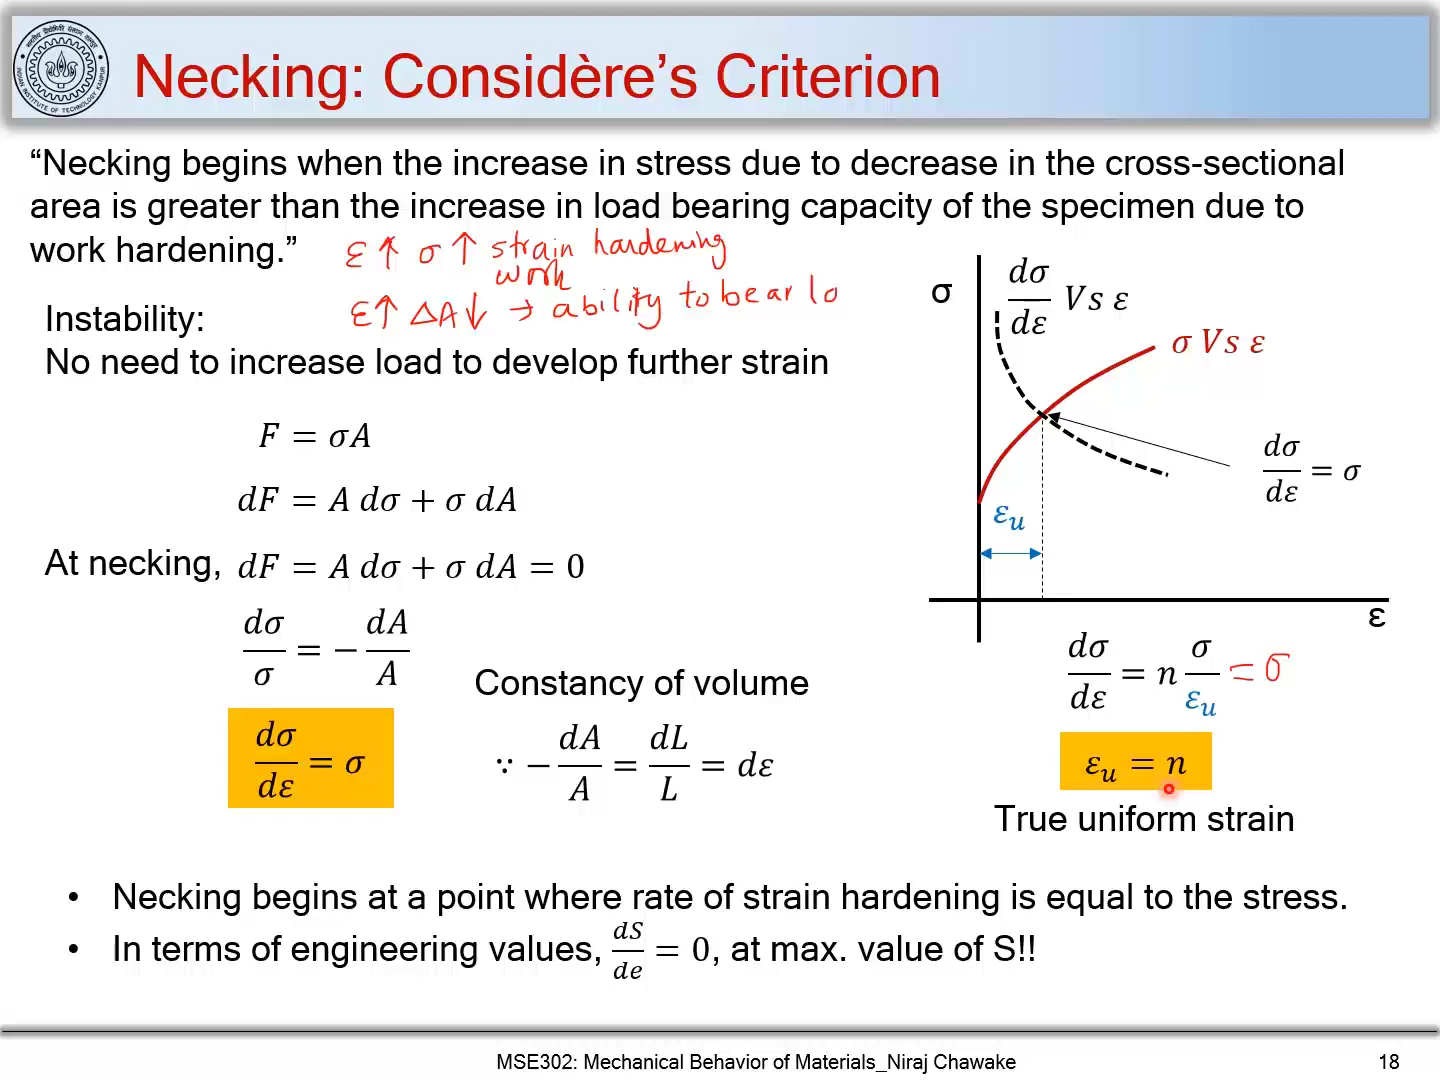 Necking: Considère’s Criterion
“Necking begins when the increase in stress due to decrease in the cross-sectional
area is greater than the increase in load bearing capacity of the specimen due to
work hardening.”
ε ↑ σ ↑ strain hardening
work
ε ↑ ΔA ↓ → ability to bear lo
Instability:
No need to increase load to develop further strain
F = σA
dF = A dσ + σ dA
At necking, dF = A dσ + σ dA = 0
dσ/σ = − dA/A
Constancy of volume
dσ/dε = σ
∵ − dA/A = dL/L = dε
σ
dσ/dε Vs ε
σ Vs ε
dσ/dε = σ
εu
ε
dσ/dε = n σ/εu = σ
εu = n
True uniform strain
• Necking begins at a point where rate of strain hardening is equal to the stress.
• In terms of engineering values, dS/de = 0, at max. value of S!!
MSE302: Mechanical Behavior of Materials_Niraj Chawake
18